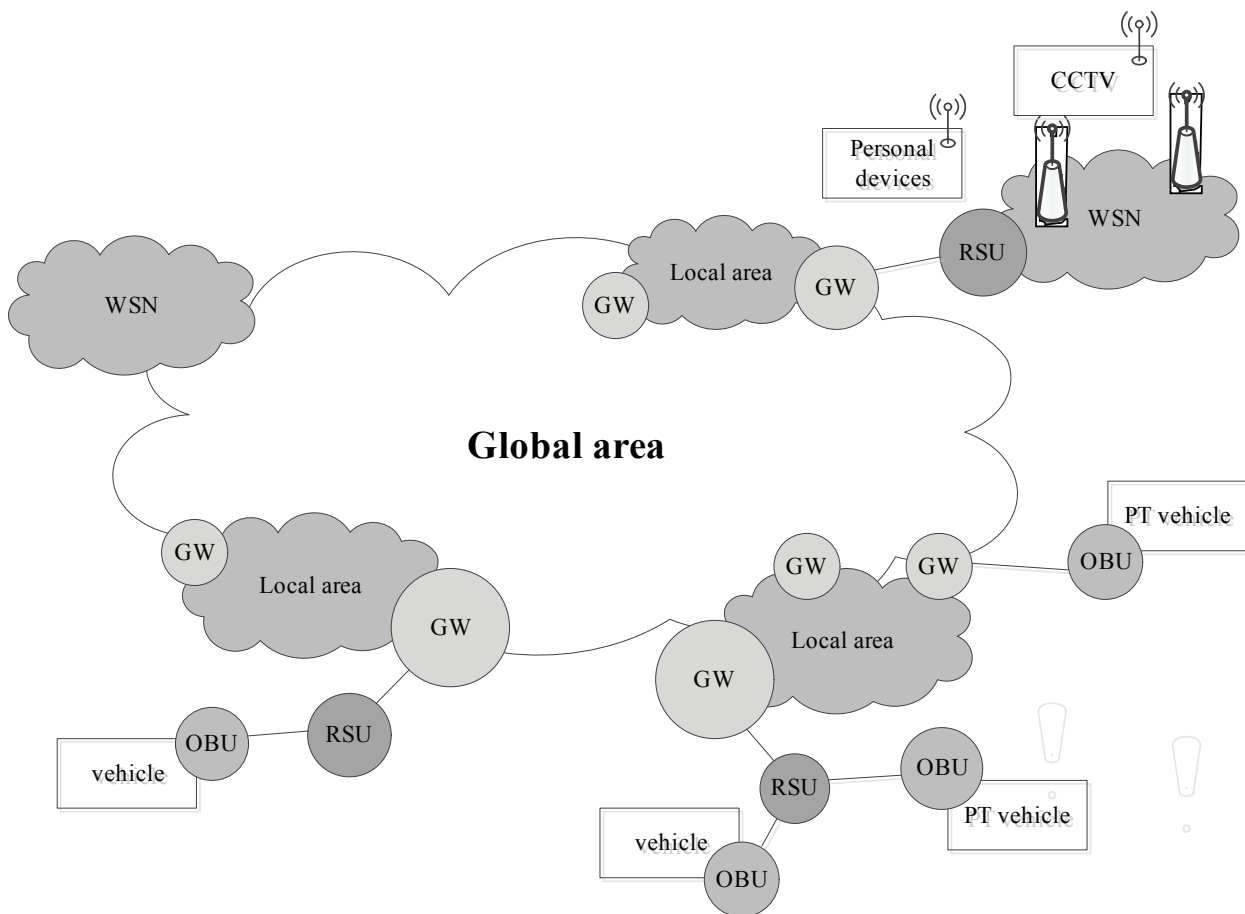 CCTV
Personal
devices
WSN
RSU
Local area
GW
GW
WSN
Global area
PT vehicle
OBU
GW
Local area
GW
GW
GW
Local area
GW
OBU
RSU
vehicle
OBU
RSU
PT vehicle
vehicle
OBU